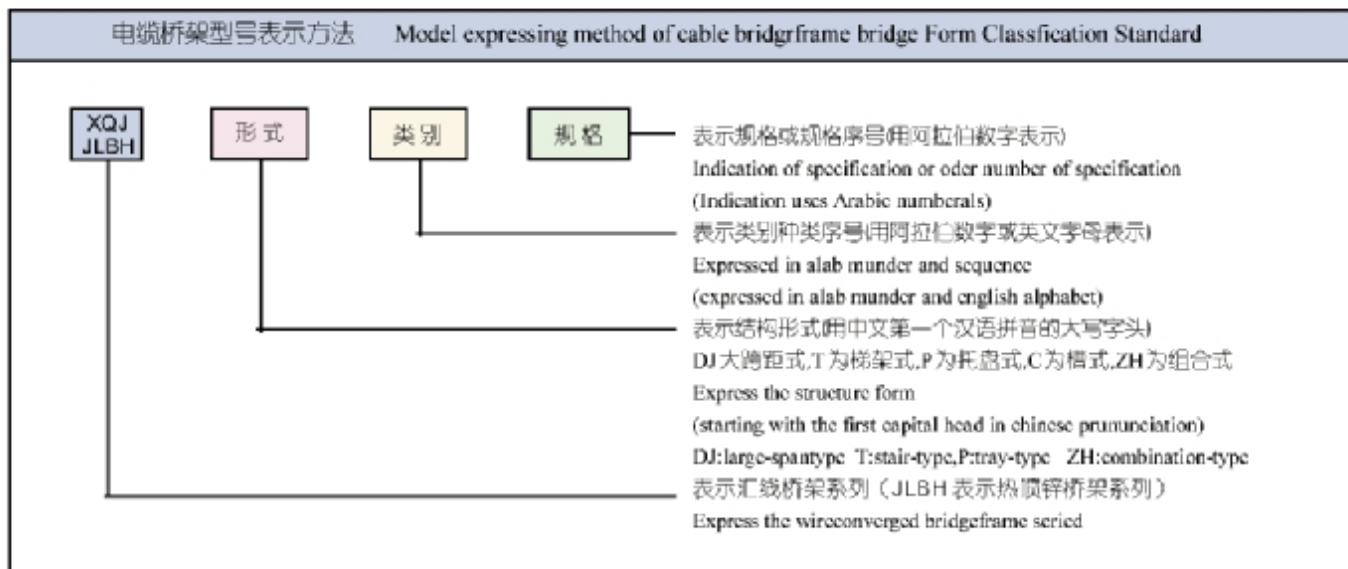 电缆桥架型号表示方法 Model expressing method of cable bridgrframe bridge Form Classfication Standard
XQJ
JLBH
形式
类别
规格
表示规格或规格序号(用阿拉伯数字表示)
Indication of specification or oder number of specification
(Indication uses Arabic numberals)
表示类别种类序号(用阿拉伯数字或英文字母表示)
Expressed in alab munder and sequence
(expressed in alab munder and english alphabet)
表示结构形式(用中文第一个汉语拼音的大写字头)
DJ大跨距式,T为梯架式,P为托盘式,C为槽式,ZH为组合式
Express the structure form
(starting with the first capital head in chinese prununciation)
DJ:large-spantype T:stair-type,P:tray-type ZH:combination-type
表示汇线桥架系列（JLBH 表示热侦锌桥架系列）
Express the wireconverged bridgeframe seried